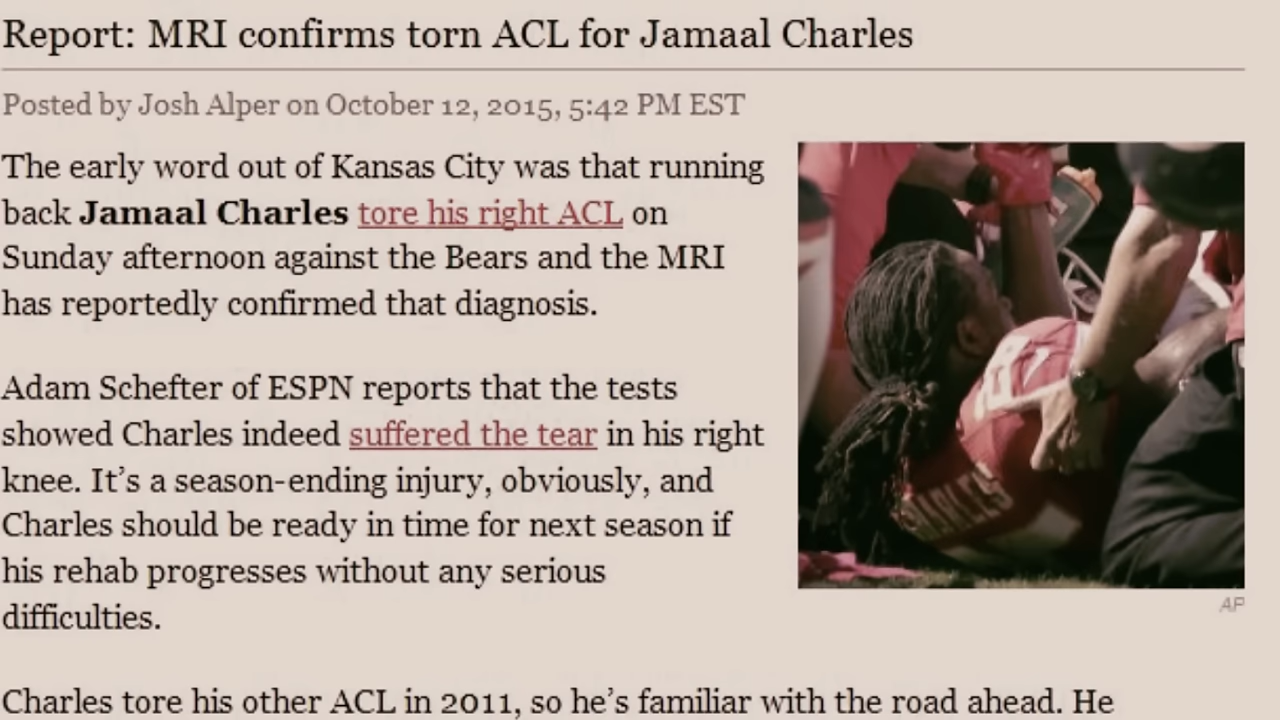 Report: MRI confirms torn ACL for Jamaal Charles
Posted by Josh Alper on October 12, 2015, 5:42 PM EST
The early word out of Kansas City was that running
back Jamaal Charles tore his right ACL on
Sunday afternoon against the Bears and the MRI
has reportedly confirmed that diagnosis.
Adam Schefter of ESPN reports that the tests
showed Charles indeed suffered the tear in his right
knee. It’s a season-ending injury, obviously, and
Charles should be ready in time for next season if
his rehab progresses without any serious
difficulties.
CHARLES
AP
Charles tore his other ACL in 2011, so he’s familiar with the road ahead. He